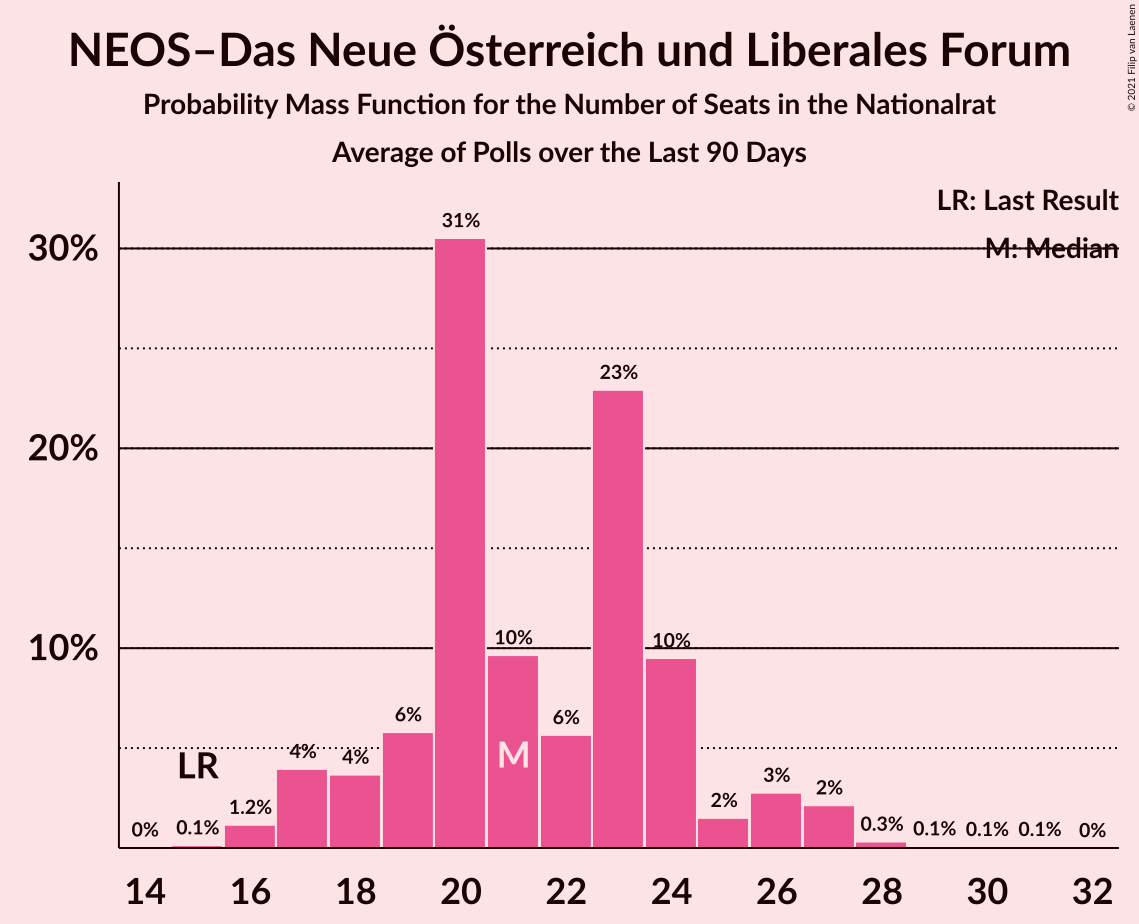 NEOS–Das Neue Österreich und Liberales Forum
Probability Mass Function for the Number of Seats in the Nationalrat
Average of Polls over the Last 90 Days
© 2021 Filip van Laenen
LR: Last Result
M: Median
30%
20%
10%
0%
0.1%
1.2%
4%
4%
6%
31%
10%
6%
23%
10%
2%
3%
2%
0.3%
0.1%
0.1%
0.1%
0%
LR
M
14 16 18 20 22 24 26 28 30 32